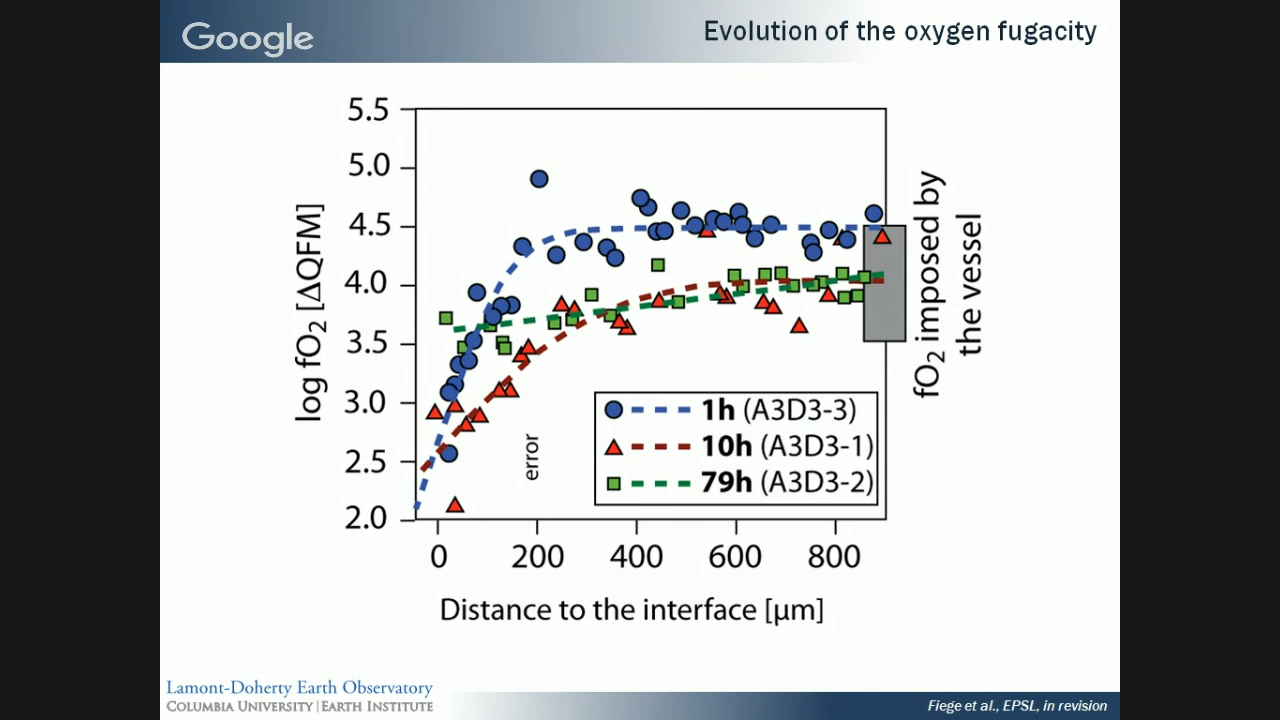 Google
Evolution of the oxygen fugacity
5.5
5.0
4.5
4.0
3.5
3.0
2.5
2.0
log fO₂ [ΔQFM]
fO₂ imposed by
the vessel
error
1h (A3D3-3)
10h (A3D3-1)
79h (A3D3-2)
0 200 400 600 800
Distance to the interface [µm]
Lamont-Doherty Earth Observatory
COLUMBIA UNIVERSITY | EARTH INSTITUTE
Fiege et al., EPSL, in revision